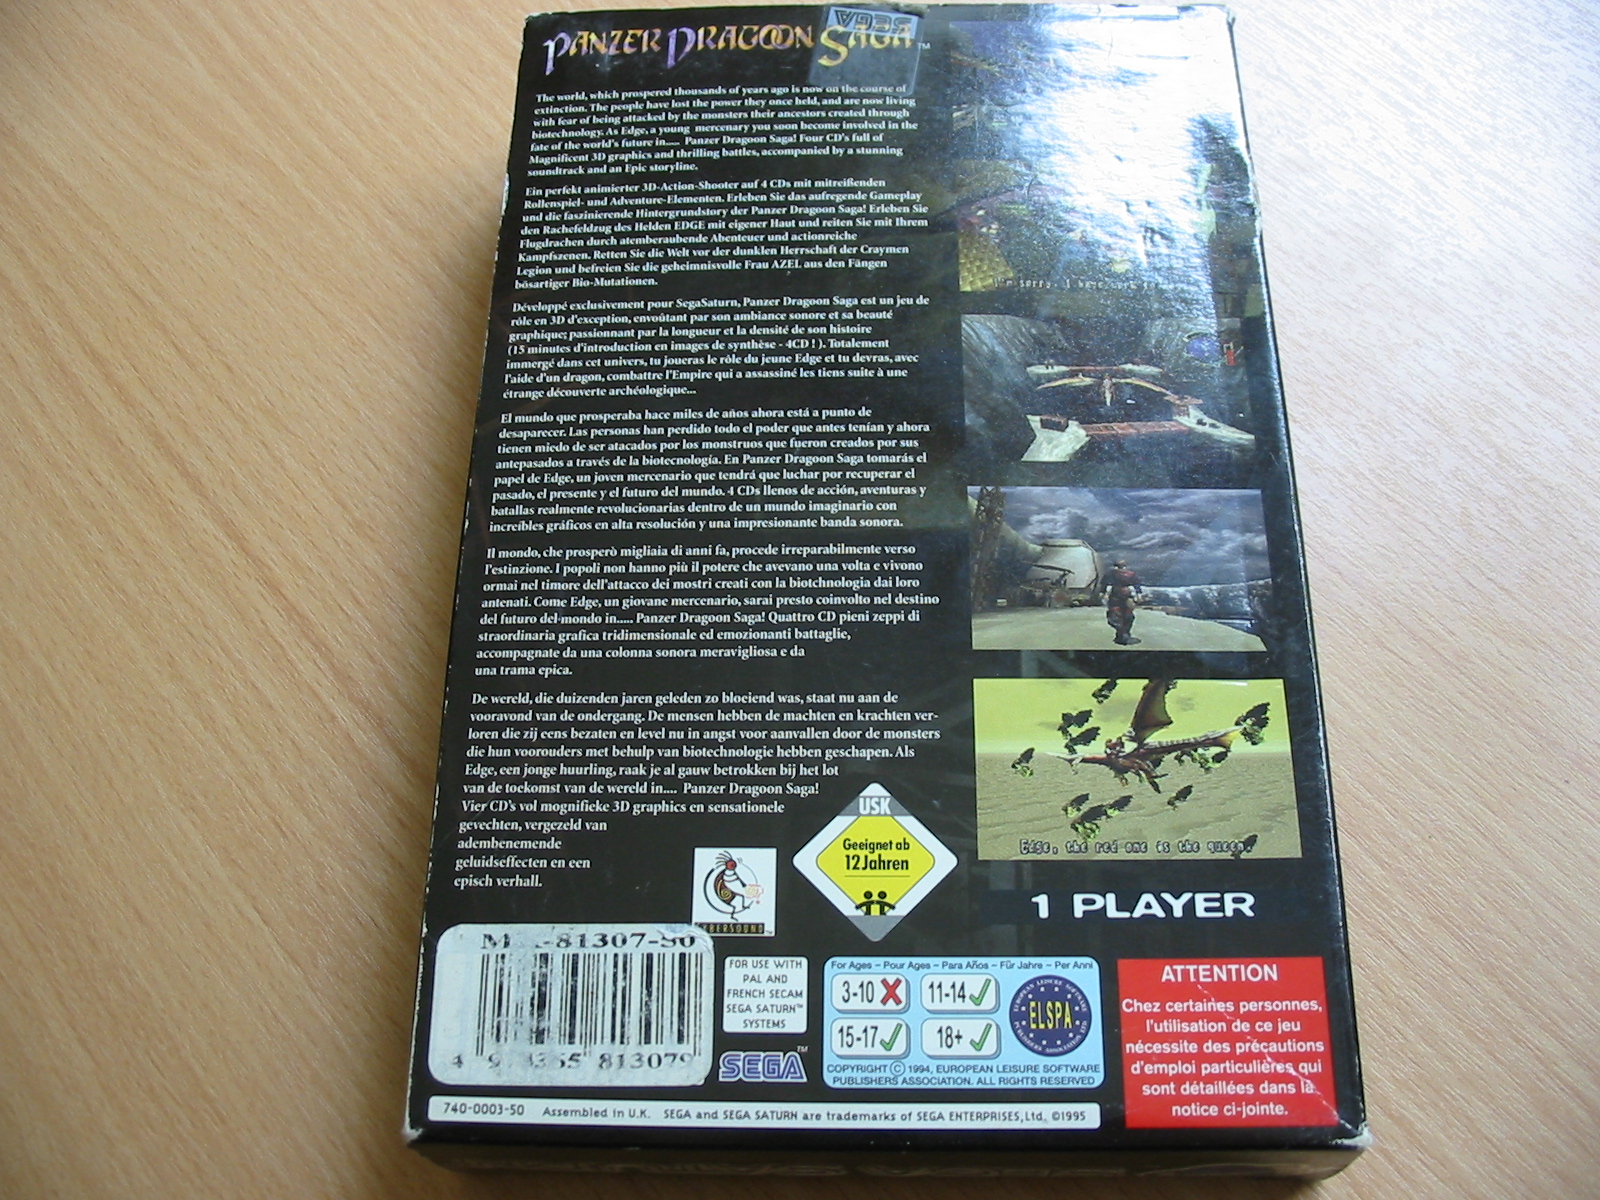 PANZER DRAGOON SAGA™
SEGA
The world, which prospered thousands of years ago is now on the course of
extinction. The people have lost the power they once held, and are now living
with fear of being attacked by the monsters their ancestors created through
biotechnology. As Edge, a young mercenary you soon become involved in the
fate of the world's future in..... Panzer Dragoon Saga! Four CD's full of
Magnificent 3D graphics and thrilling battles, accompanied by a stunning
soundtrack and an Epic storyline.
Ein perfekt animierter 3D-Action-Shooter auf 4 CDs mit mitreißenden
Rollenspiel- und Adventure-Elementen. Erleben Sie das aufregende Gameplay
und die faszinierende Hintergrundstory der Panzer Dragoon Saga! Erleben Sie
den Rachefeldzug des Helden EDGE mit eigener Haut und reiten Sie mit Ihrem
Flugdrachen durch atemberaubende Abenteuer und actionreiche
Kampfszenen. Retten Sie die Welt vor der dunklen Herrschaft der Craymen
Legion und befreien Sie die geheimnisvolle Frau AZEL aus den Fängen
bösartiger Bio-Mutationen.
Développé exclusivement pour SegaSaturn, Panzer Dragoon Saga est un jeu de
rôle en 3D d'exception, envoûtant par son ambiance sonore et sa beauté
graphique; passionnant par la longueur et la densité de son histoire
(15 minutes d'introduction en images de synthèse - 4CD ! ). Totalement
immergé dans cet univers, tu joueras le rôle du jeune Edge et tu devras, avec
l'aide d'un dragon, combattre l'Empire qui a assassiné les tiens suite à une
étrange découverte archéologique...
El mundo que prosperaba hace miles de años ahora está a punto de
desaparecer. Las personas han perdido todo el poder que antes tenían y ahora
tienen miedo de ser atacados por los monstruos que fueron creados por sus
antepasados a través de la biotecnología. En Panzer Dragoon Saga tomarás el
papel de Edge, un joven mercenario que tendrá que luchar por recuperar el
pasado, el presente y el futuro del mundo. 4 CDs llenos de acción, aventuras y
batallas realmente revolucionarias dentro de un mundo imaginario con
increíbles gráficos en alta resolución y una impresionante banda sonora.
Il mondo, che prosperò migliaia di anni fa, procede irreparabilmente verso
l'estinzione. I popoli non hanno più il potere che avevano una volta e vivono
ormai nel timore dell'attacco dei mostri creati con la biotchnologia dai loro
antenati. Come Edge, un giovane mercenario, sarai presto coinvolto nel destino
del futuro del mondo in..... Panzer Dragoon Saga! Quattro CD pieni zeppi di
straordinaria grafica tridimensionale ed emozionanti battaglie,
accompagnate da una colonna sonora meravigliosa e da
una trama epica.
De wereld, die duizenden jaren geleden zo bloeiend was, staat nu aan de
vooravond van de ondergang. De mensen hebben de machten en krachten ver-
loren die zij eens bezaten en level nu in angst voor aanvallen door de monsters
die hun voorouders met behulp van biotechnologie hebben geschapen. Als
Edge, een jonge huurling, raak je al gauw betrokken bij het lot
van de toekomst van de wereld in.... Panzer Dragoon Saga!
Vier CD's vol mognifieke 3D graphics en sensationele
gevechten, vergezeld van
adembenemende
geluidseffecten en een
episch verhall.
I'm sorry. I have
Edge, the red one is the queen.
USK
Geeignet ab
12 Jahren
1 PLAYER
81307-50
813079
FOR USE WITH
PAL AND
FRENCH SECAM
SEGA SATURN™
SYSTEMS
SEGA™
For Ages – Pour Ages – Para Años – Für Jahre – Per Anni
3-10 11-14
15-17 18+
EUROPEAN LEISURE SOFTWARE PUBLISHERS ASSOCIATION LTD
ELSPA
COPYRIGHT © 1994, EUROPEAN LEISURE SOFTWARE
PUBLISHERS ASSOCIATION. ALL RIGHTS RESERVED
ATTENTION
Chez certaines personnes,
l'utilisation de ce jeu
nécessite des précautions
d'emploi particulières qui
sont détaillées dans la
notice ci-jointe.
740-0003-50 Assembled in U.K. SEGA and SEGA SATURN are trademarks of SEGA ENTERPRISES, Ltd. ©1995